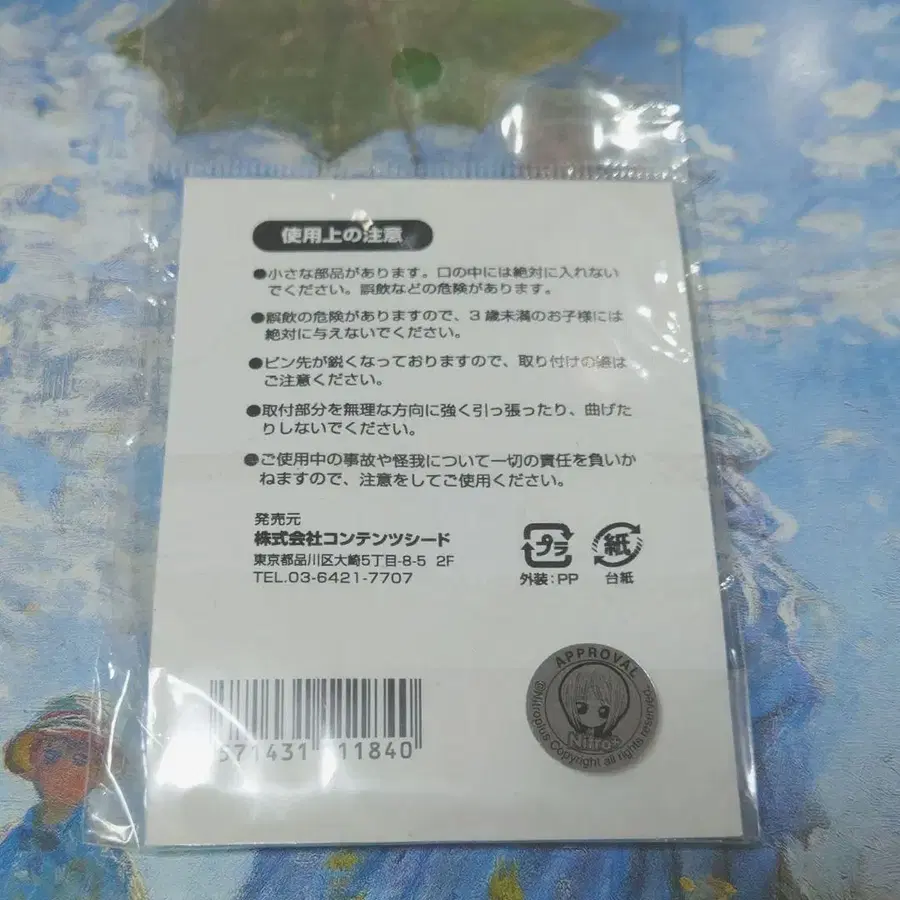 使用上の注意
●小さな部品があります。口の中には絶対に入れない
でください。誤飲などの危険があります。
●誤飲の危険がありますので、3歳未満のお子様には
絶対に与えないでください。
●ピン先が鋭くなっておりますので、取り付けの際は
ご注意ください。
●取付部分を無理な方向に強く引っ張ったり、曲げた
りしないでください。
●ご使用中の事故や怪我について一切の責任を負いか
ねますので、注意をしてご使用ください。
発売元
株式会社コンテンツシード
東京都品川区大崎5丁目-8-5 2F
TEL.03-6421-7707
プラ
外装:PP
紙
台紙
571431 11840
APPROVAL
Nitro+
©Nitroplus Copyright all rights reserved.